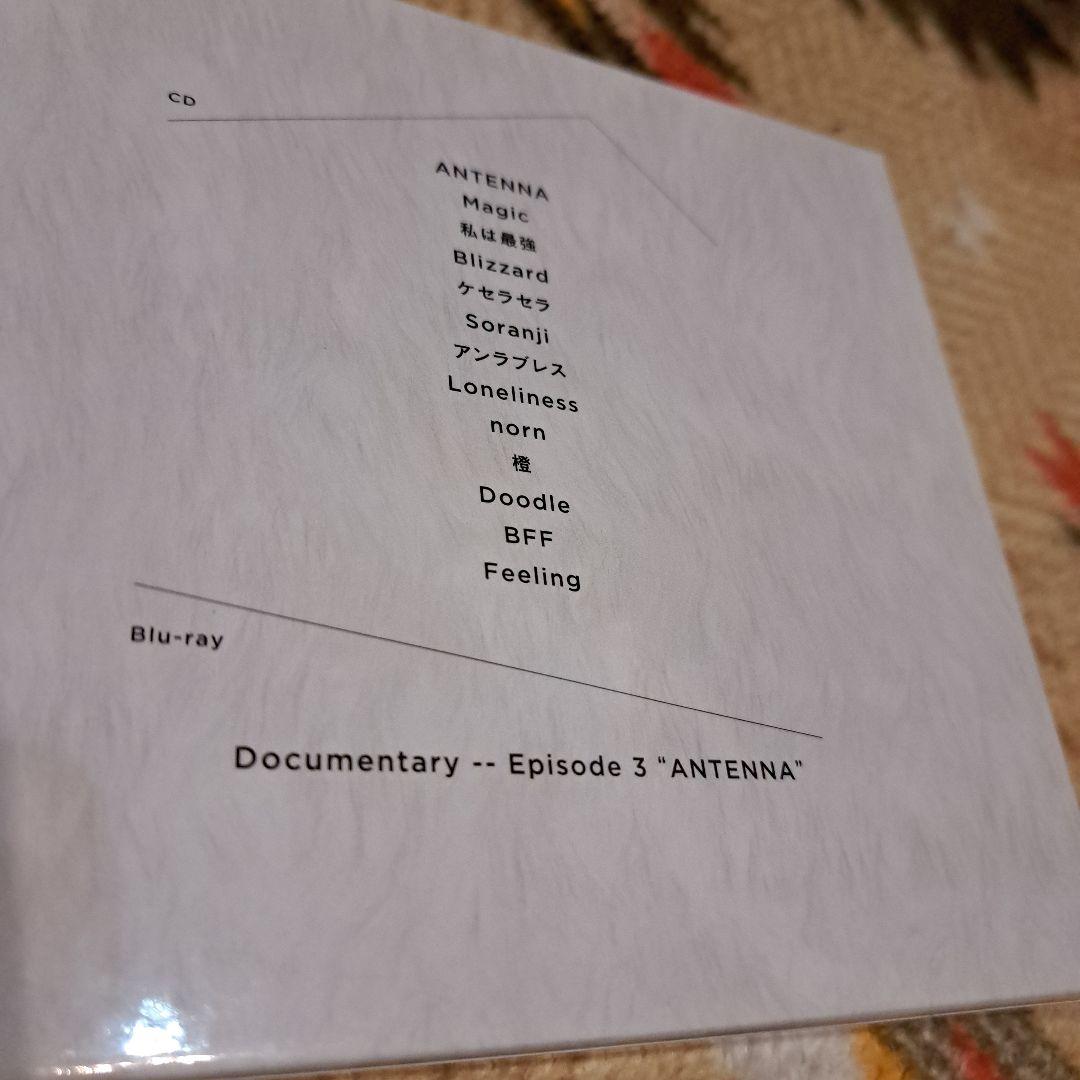 CD
ANTENNA
Magic
私は最強
Blizzard
ケセラセラ
Soranji
アンラブレス
Loneliness
norn
橙
Doodle
BFF
Feeling
Blu-ray
Documentary -- Episode 3 “ANTENNA”